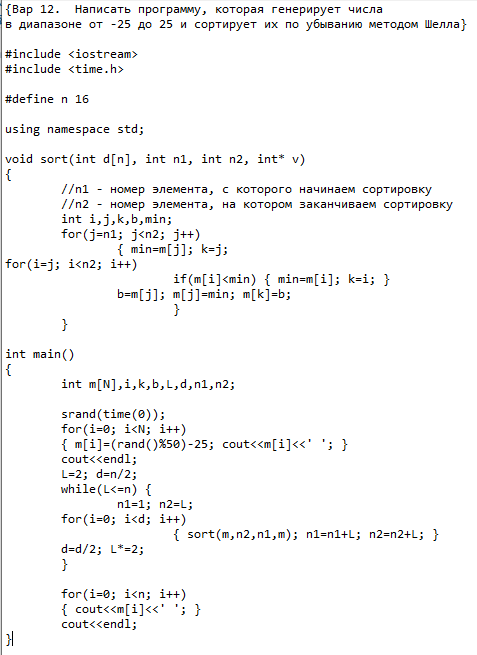 {Вар 12.  Написать программу, которая генерирует числа
в диапазоне от -25 до 25 и сортирует их по убыванию методом Шелла}

#include <iostream>
#include <time.h>

#define n 16

using namespace std;

void sort(int d[n], int n1, int n2, int* v)
{
        //n1 - номер элемента, с которого начинаем сортировку
        //n2 - номер элемента, на котором заканчиваем сортировку
        int i,j,k,b,min;
        for(j=n1; j<n2; j++)
                { min=m[j]; k=j;
for(i=j; i<n2; i++)
                        if(m[i]<min) { min=m[i]; k=i; }
                b=m[j]; m[j]=min; m[k]=b;
                        }
        }

int main()
{
        int m[N],i,k,b,L,d,n1,n2;

        srand(time(0));
        for(i=0; i<N; i++)
        { m[i]=(rand()%50)-25; cout<<m[i]<<' '; }
        cout<<endl;
        L=2; d=n/2;
        while(L<=n) {
                n1=1; n2=L;
        for(i=0; i<d; i++)
                        { sort(m,n2,n1,m); n1=n1+L; n2=n2+L; }
        d=d/2; L*=2;
        }

        for(i=0; i<n; i++)
        { cout<<m[i]<<' '; }
        cout<<endl;
}